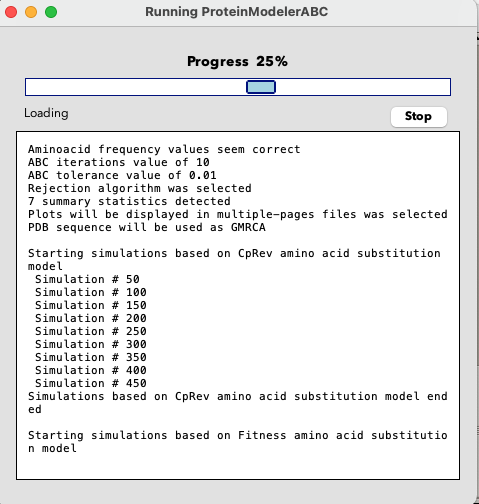 Running ProteinModelerABC
Progress 25%
Loading
Stop
Aminoacid frequency values seem correct
ABC iterations value of 10
ABC tolerance value of 0.01
Rejection algorithm was selected
7 summary statistics detected
Plots will be displayed in multiple-pages files was selected
PDB sequence will be used as GMRCA
Starting simulations based on CpRev amino acid substitution
model
Simulation # 50
Simulation # 100
Simulation # 150
Simulation # 200
Simulation # 250
Simulation # 300
Simulation # 350
Simulation # 400
Simulation # 450
Simulations based on CpRev amino acid substitution model end
ed
Starting simulations based on Fitness amino acid substitutio
n model